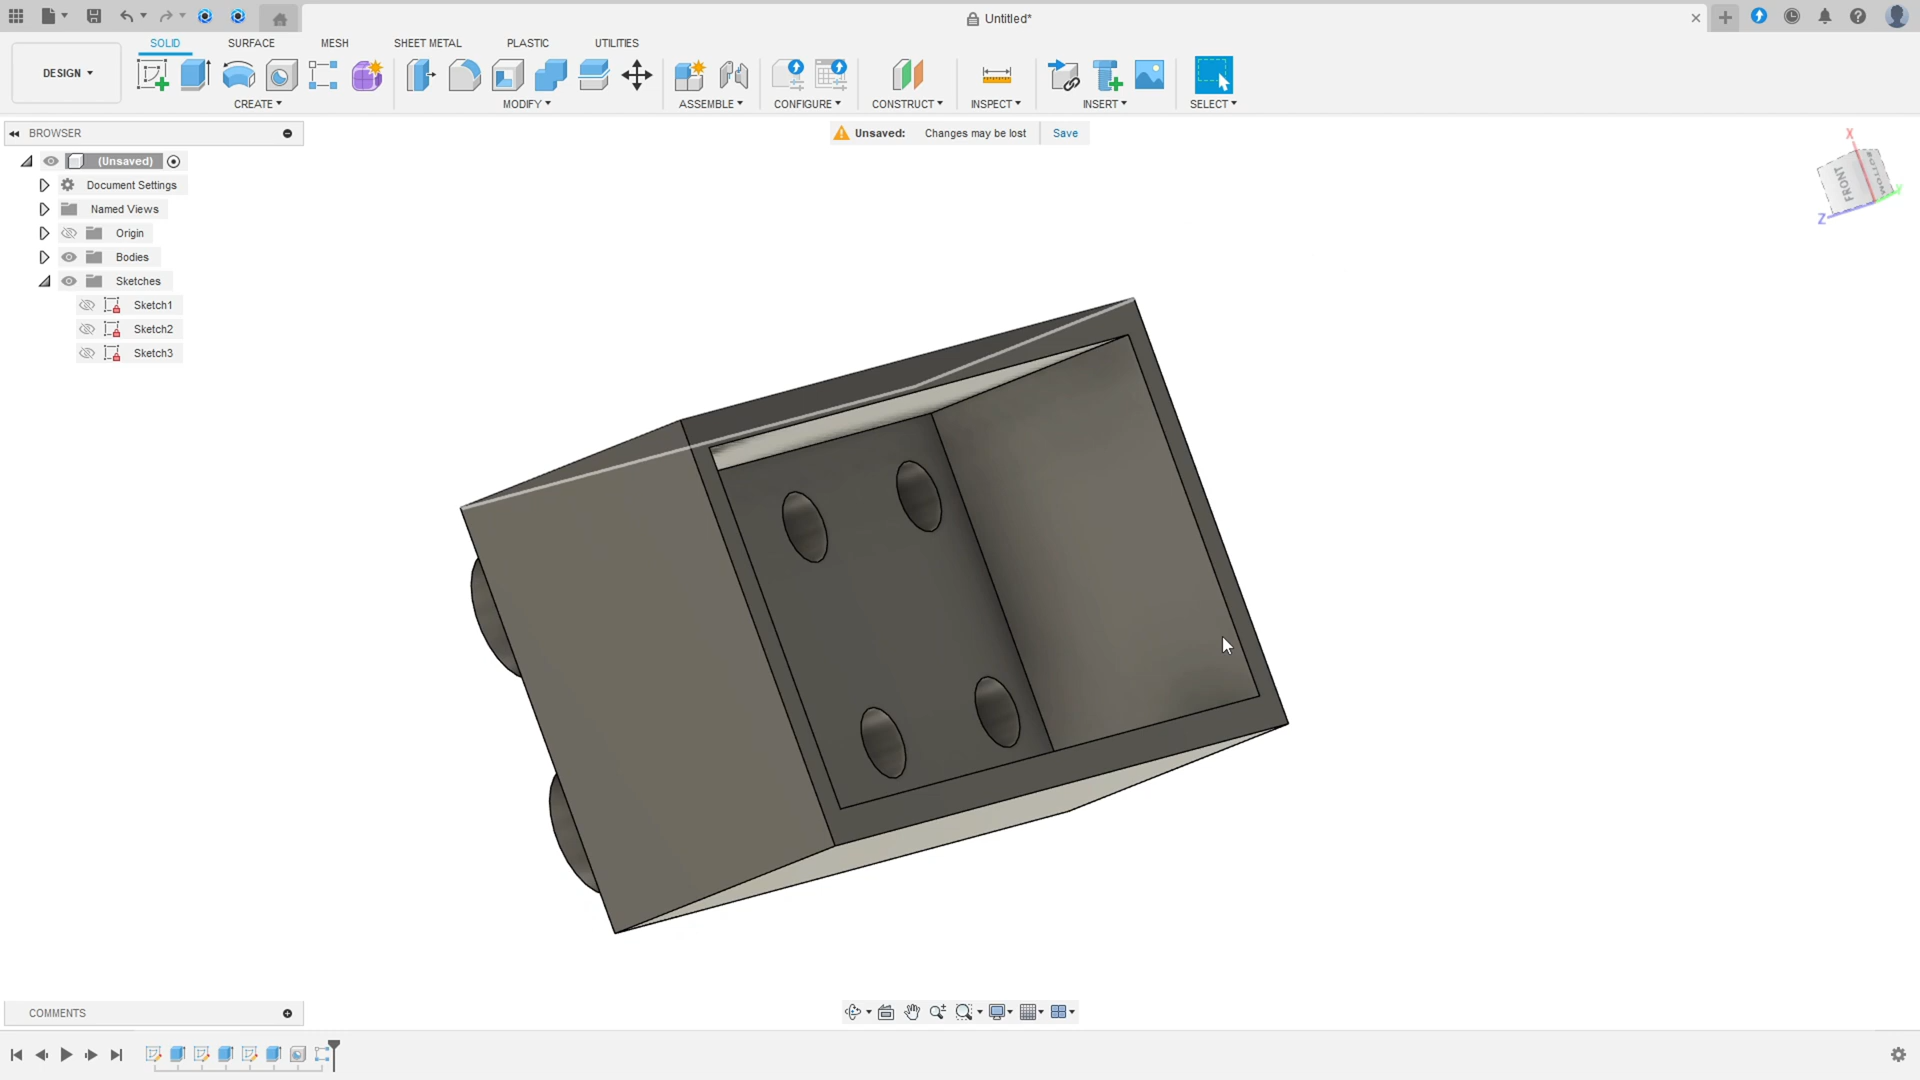 Untitled*
DESIGN
SOLID
SURFACE
MESH
SHEET METAL
PLASTIC
UTILITIES
CREATE
MODIFY
ASSEMBLE
CONFIGURE
CONSTRUCT
INSPECT
INSERT
SELECT
BROWSER
Unsaved: Changes may be lost Save
(Unsaved)
Document Settings
Named Views
Origin
Bodies
Sketches
Sketch1
Sketch2
Sketch3
X
FRONT
BOTTOM
Z
COMMENTS